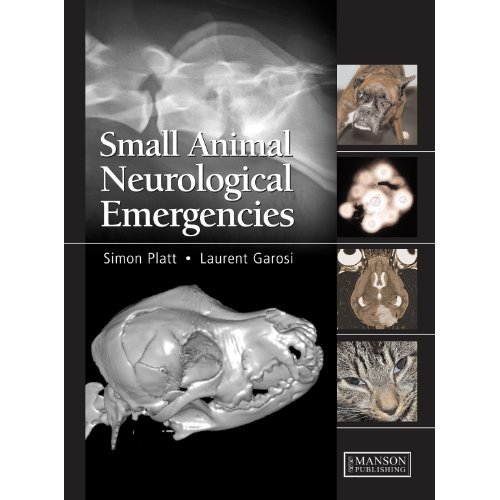 Small Animal
Neurological
Emergencies
Simon Platt • Laurent Garosi
MANSON
PUBLISHING